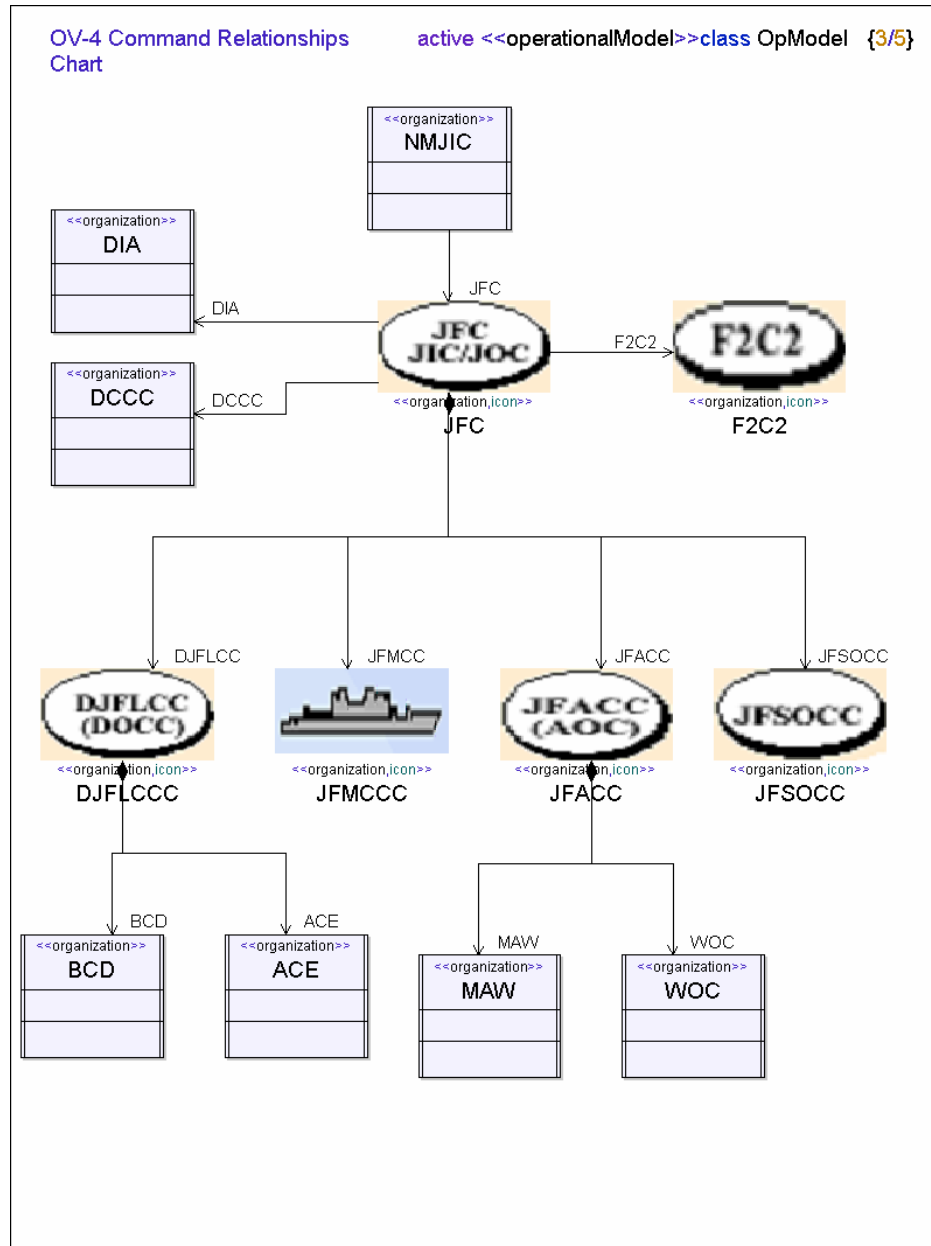 OV-4 Command Relationships
Chart
active <<operationalModel>>class OpModel {3/5}
<<organization>>
NMJIC
<<organization>>
DIA
JFC
DIA
JFC
JIC/JOC
F2C2
F2C2
<<organization>>
DCCC
DCCC
<<organization,icon>>
JFC
<<organization,icon>>
F2C2
DJFLCC
JFMCC
JFACC
JFSOCC
DJFLCC
(DOCC)
JFACC
(AOC)
JFSOCC
<<organization,icon>>
DJFLCCC
<<organization,icon>>
JFMCCC
<<organization,icon>>
JFACC
<<organization,icon>>
JFSOCC
BCD
ACE
MAW
WOC
<<organization>>
BCD
<<organization>>
ACE
<<organization>>
MAW
<<organization>>
WOC